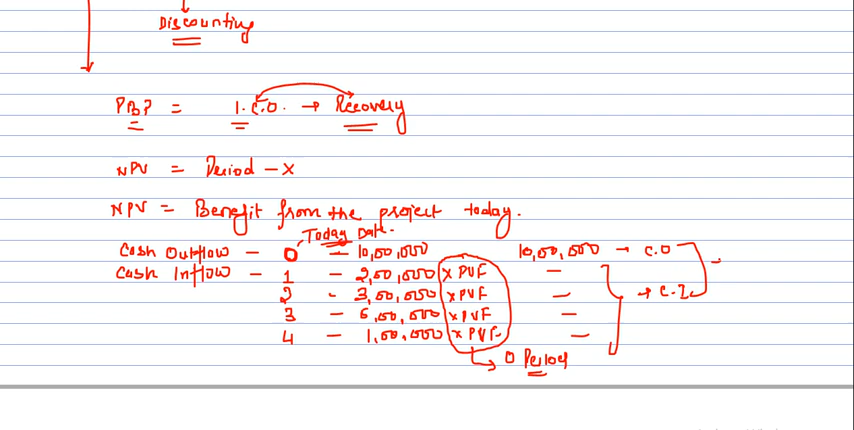 Discounting
PBP = I.C.O. → Recovery
NPV = Period - x
NPV = Benefit from the project today.
Today Date.
Cash Outflow - 0 - 10,00,000 10,00,000 → C.O
Cash Inflow - 1 - 2,00,000 x PVF -
2 - 3,00,000 x PVF - → C.I
3 - 6,00,000 x PVF -
4 - 1,00,000 x PVF -
0 Period